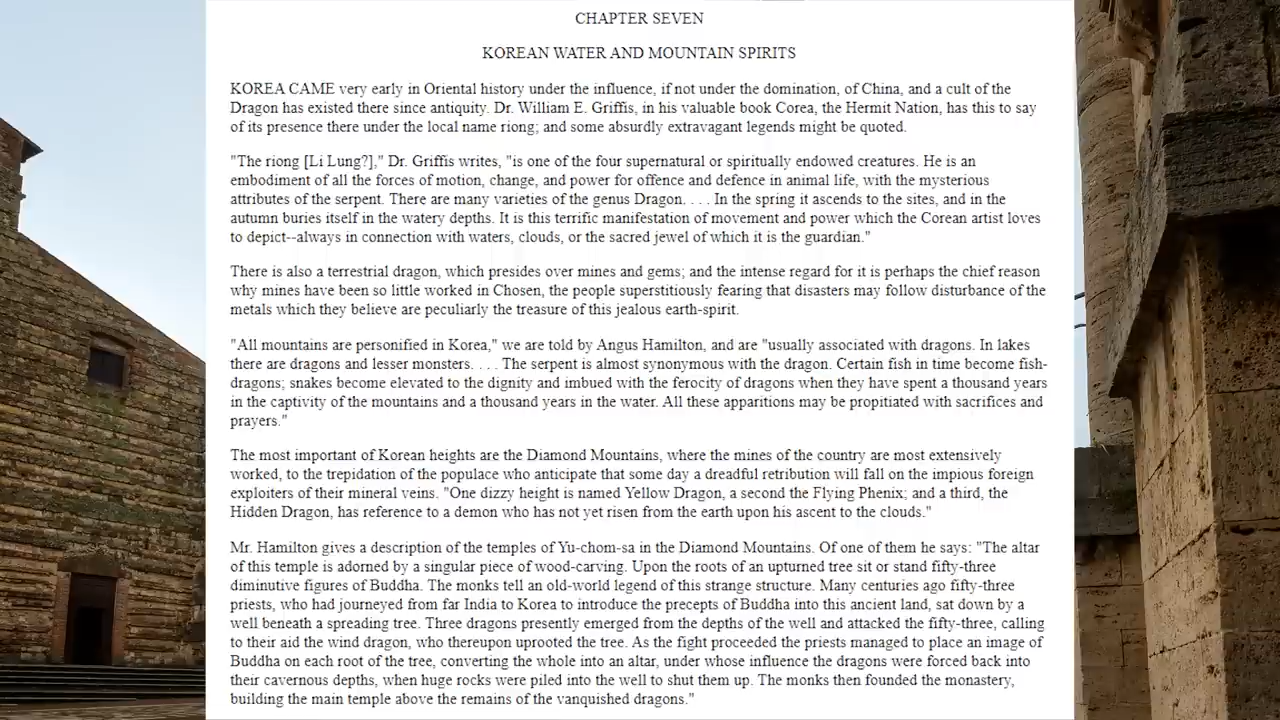 CHAPTER SEVEN
KOREAN WATER AND MOUNTAIN SPIRITS
KOREA CAME very early in Oriental history under the influence, if not under the domination, of China, and a cult of the
Dragon has existed there since antiquity. Dr. William E. Griffis, in his valuable book Corea, the Hermit Nation, has this to say
of its presence there under the local name riong; and some absurdly extravagant legends might be quoted.
"The riong [Li Lung?]," Dr. Griffis writes, "is one of the four supernatural or spiritually endowed creatures. He is an
embodiment of all the forces of motion, change, and power for offence and defence in animal life, with the mysterious
attributes of the serpent. There are many varieties of the genus Dragon. . . . In the spring it ascends to the sites, and in the
autumn buries itself in the watery depths. It is this terrific manifestation of movement and power which the Corean artist loves
to depict--always in connection with waters, clouds, or the sacred jewel of which it is the guardian."
There is also a terrestrial dragon, which presides over mines and gems; and the intense regard for it is perhaps the chief reason
why mines have been so little worked in Chosen, the people superstitiously fearing that disasters may follow disturbance of the
metals which they believe are peculiarly the treasure of this jealous earth-spirit.
"All mountains are personified in Korea," we are told by Angus Hamilton, and are "usually associated with dragons. In lakes
there are dragons and lesser monsters. . . . The serpent is almost synonymous with the dragon. Certain fish in time become fish-
dragons; snakes become elevated to the dignity and imbued with the ferocity of dragons when they have spent a thousand years
in the captivity of the mountains and a thousand years in the water. All these apparitions may be propitiated with sacrifices and
prayers."
The most important of Korean heights are the Diamond Mountains, where the mines of the country are most extensively
worked, to the trepidation of the populace who anticipate that some day a dreadful retribution will fall on the impious foreign
exploiters of their mineral veins. "One dizzy height is named Yellow Dragon, a second the Flying Phenix; and a third, the
Hidden Dragon, has reference to a demon who has not yet risen from the earth upon his ascent to the clouds."
Mr. Hamilton gives a description of the temples of Yu-chom-sa in the Diamond Mountains. Of one of them he says: "The altar
of this temple is adorned by a singular piece of wood-carving. Upon the roots of an upturned tree sit or stand fifty-three
diminutive figures of Buddha. The monks tell an old-world legend of this strange structure. Many centuries ago fifty-three
priests, who had journeyed from far India to Korea to introduce the precepts of Buddha into this ancient land, sat down by a
well beneath a spreading tree. Three dragons presently emerged from the depths of the well and attacked the fifty-three, calling
to their aid the wind dragon, who thereupon uprooted the tree. As the fight proceeded the priests managed to place an image of
Buddha on each root of the tree, converting the whole into an altar, under whose influence the dragons were forced back into
their cavernous depths, when huge rocks were piled into the well to shut them up. The monks then founded the monastery,
building the main temple above the remains of the vanquished dragons."